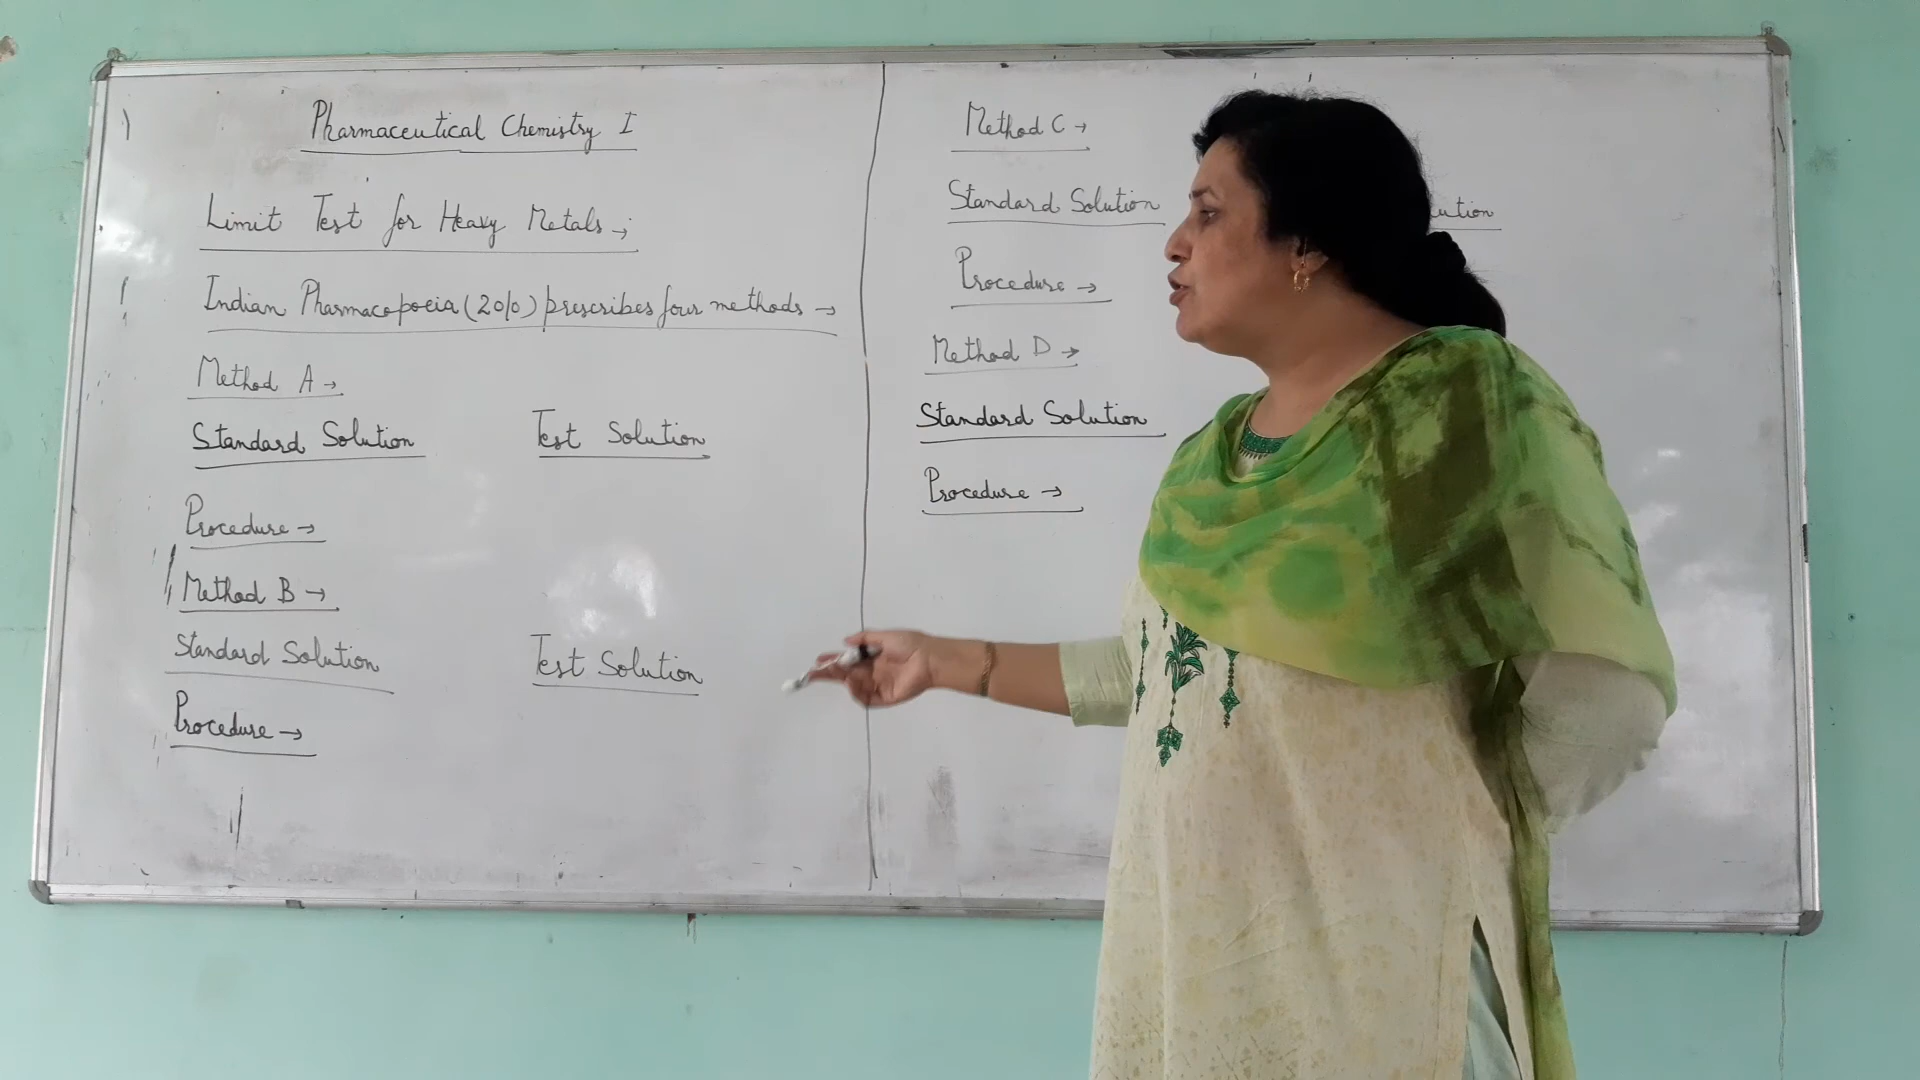 Pharmaceutical Chemistry I
Limit Test for Heavy Metals →
Indian Pharmacopoeia (2010) prescribes four methods →
Method A →
Standard Solution Test Solution
Procedure →
Method B →
Standard Solution Test Solution
Procedure →
Method C →
Standard Solution
Procedure →
Method D →
Standard Solution
Procedure →